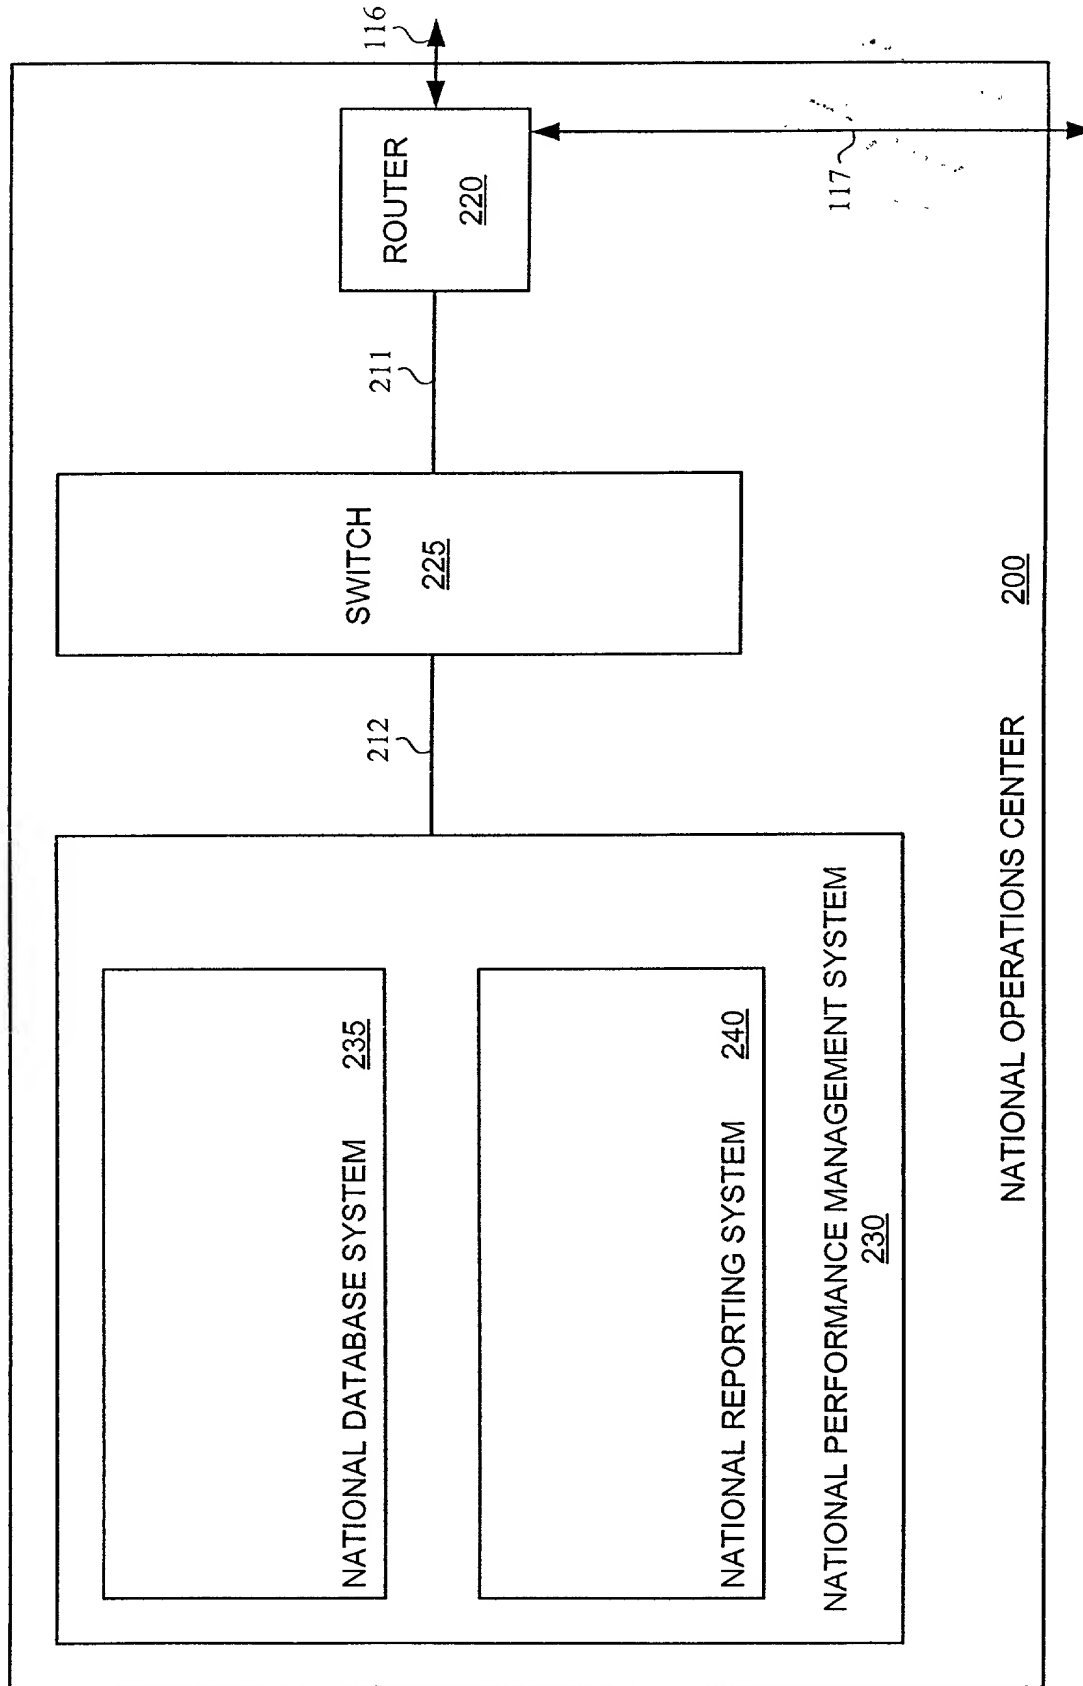 NATIONAL DATABASE SYSTEM 235
NATIONAL REPORTING SYSTEM 240
NATIONAL PERFORMANCE MANAGEMENT SYSTEM
230
212
SWITCH
225
211
ROUTER
220
116
117
NATIONAL OPERATIONS CENTER 200